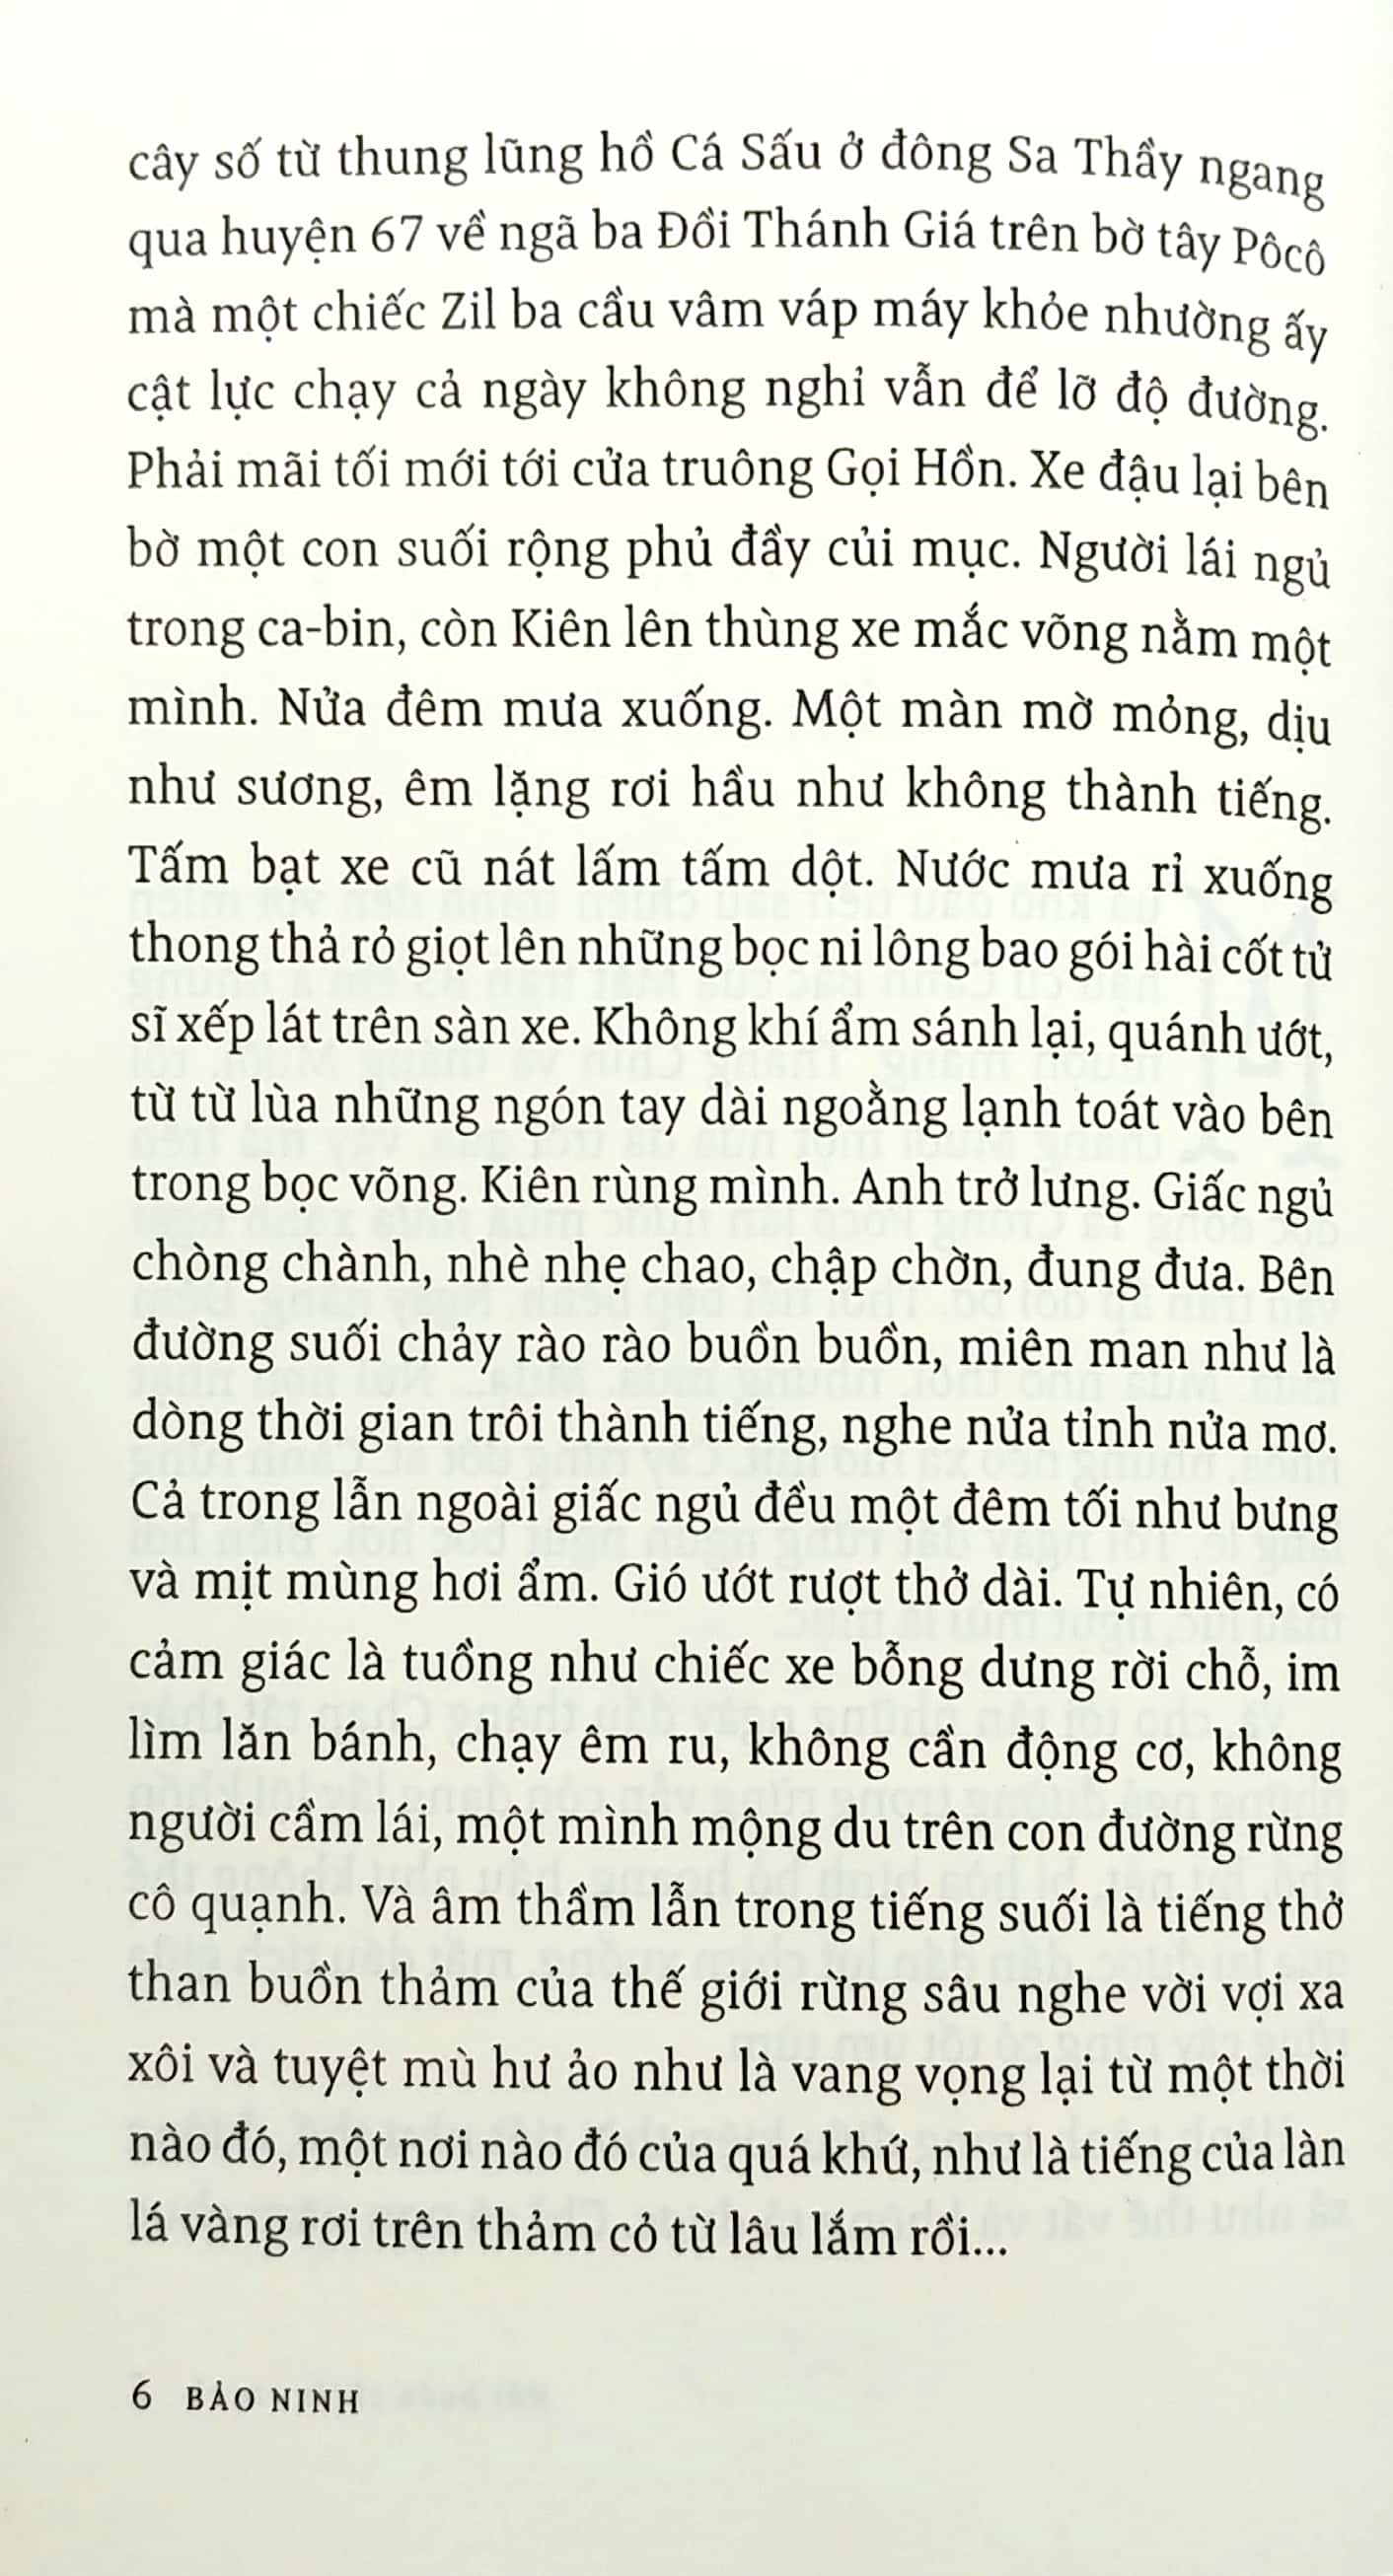 cây số từ thung lũng hồ Cá Sấu ở đông Sa Thầy ngang
qua huyện 67 về ngã ba Đồi Thánh Giá trên bờ tây Pôcô
mà một chiếc Zil ba cầu vâm váp máy khỏe nhường ấy
cật lực chạy cả ngày không nghỉ vẫn để lỡ độ đường.
Phải mãi tối mới tới cửa truông Gọi Hồn. Xe đậu lại bên
bờ một con suối rộng phủ đầy củi mục. Người lái ngủ
trong ca-bin, còn Kiên lên thùng xe mắc võng nằm một
mình. Nửa đêm mưa xuống. Một màn mờ mỏng, dịu
như sương, êm lặng rơi hầu như không thành tiếng.
Tấm bạt xe cũ nát lấm tấm dột. Nước mưa rỉ xuống
thong thả rỏ giọt lên những bọc ni lông bao gói hài cốt tử
sĩ xếp lát trên sàn xe. Không khí ẩm sánh lại, quánh ướt,
từ từ lùa những ngón tay dài ngoằng lạnh toát vào bên
trong bọc võng. Kiên rùng mình. Anh trở lưng. Giấc ngủ
chòng chành, nhè nhẹ chao, chập chờn, đung đưa. Bên
đường suối chảy rào rào buồn buồn, miên man như là
dòng thời gian trôi thành tiếng, nghe nửa tỉnh nửa mơ.
Cả trong lẫn ngoài giấc ngủ đều một đêm tối như bưng
và mịt mùng hơi ẩm. Gió ướt rượt thở dài. Tự nhiên, có
cảm giác là tuồng như chiếc xe bỗng dưng rời chỗ, im
lìm lăn bánh, chạy êm ru, không cần động cơ, không
người cầm lái, một mình mộng du trên con đường rừng
cô quạnh. Và âm thầm lẫn trong tiếng suối là tiếng thở
than buồn thảm của thế giới rừng sâu nghe vời vợi xa
xôi và tuyệt mù hư ảo như là vang vọng lại từ một thời
nào đó, một nơi nào đó của quá khứ, như là tiếng của làn
lá vàng rơi trên thảm cỏ từ lâu lắm rồi...
6 BẢO NINH